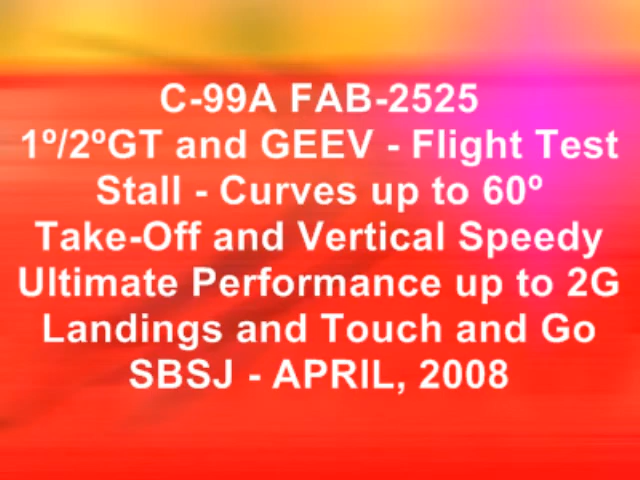 C-99A FAB-2525
1º/2ºGT and GEEV - Flight Test
Stall - Curves up to 60º
Take-Off and Vertical Speedy
Ultimate Performance up to 2G
Landings and Touch and Go
SBSJ - APRIL, 2008